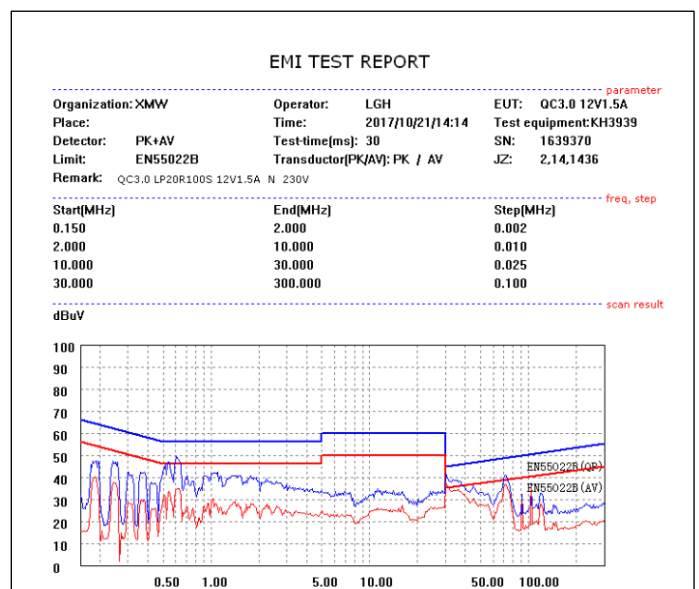 EMI TEST REPORT
parameter
Organization: XMW Operator: LGH EUT: QC3.0 12V1.5A
Place: Time: 2017/10/21/14:14 Test equipment:KH3939
Detector: PK+AV Test-time(ms): 30 SN: 1639370
Limit: EN55022B Transductor(PK/AV): PK / AV JZ: 2,14,1436
Remark: QC3.0 LP20R100S 12V1.5A N 230V
freq, step
Start(MHz) End(MHz) Step(MHz)
0.150 2.000 0.002
2.000 10.000 0.010
10.000 30.000 0.025
30.000 300.000 0.100
scan result
dBuV
100
90
80
70
60
50
EN55022B(QP)
40
EN55022B(AV)
30
20
10
0
0.50 1.00 5.00 10.00 50.00 100.00